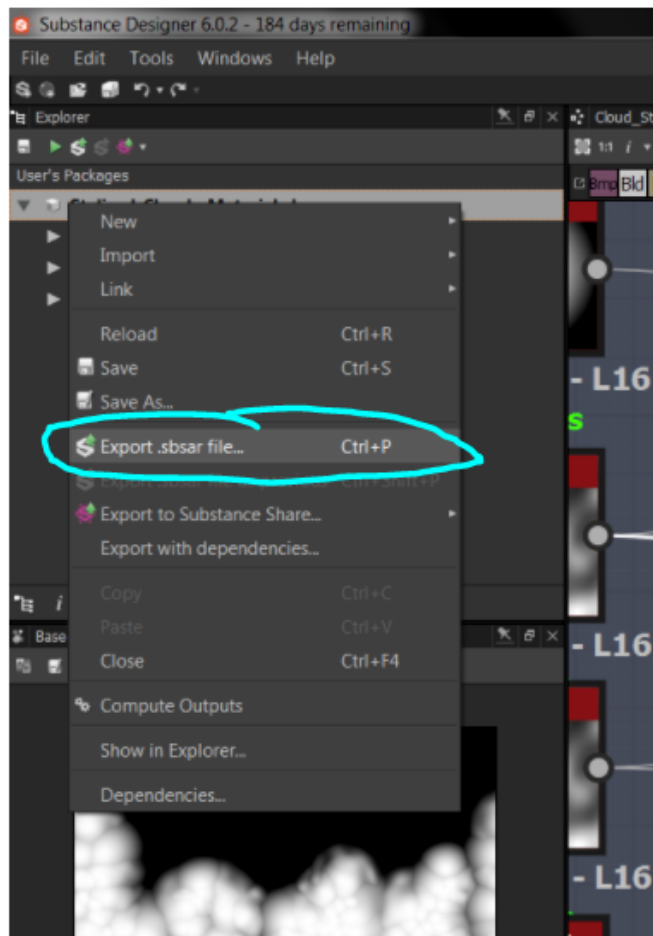 Substance Designer 6.0.2 - 184 days remaining
File Edit Tools Windows Help
Explorer
Cloud_St
1:1 i
User's Packages
Bmp Bld
New
Import
Link
Reload Ctrl+R
Save Ctrl+S
- L16
Save As...
s
Export .sbsar file... Ctrl+P
Ctrl+Shift+P
Export to Substance Share...
Export with dependencies...
Copy Ctrl+C
i
Paste Ctrl+V
Base
- L16
Close Ctrl+F4
Compute Outputs
Show in Explorer...
Dependencies...
- L16